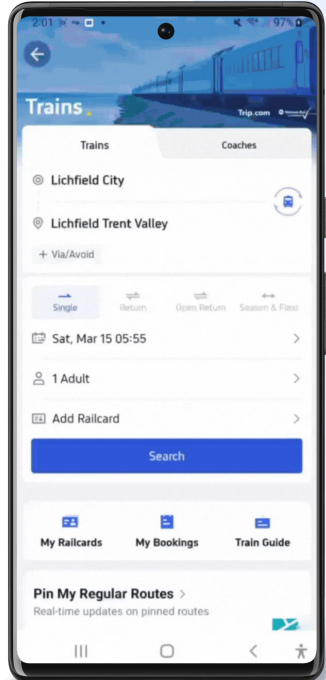 2:01
97%
Trains.
Trip.com
Trains
Coaches
Lichfield City
Lichfield Trent Valley
+ Via/Avoid
Single
Return
Open Return
Season & Flexi
Sat, Mar 15 05:55
1 Adult
Add Railcard
Search
My Railcards
My Bookings
Train Guide
Pin My Regular Routes >
Real-time updates on pinned routes